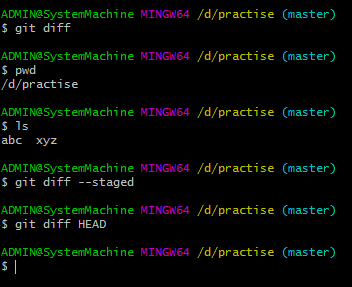 ADMIN@SystemMachine MINGW64 /d/practise (master)
$ git diff
ADMIN@SystemMachine MINGW64 /d/practise (master)
$ pwd
/d/practise
ADMIN@SystemMachine MINGW64 /d/practise (master)
$ ls
abc  xyz
ADMIN@SystemMachine MINGW64 /d/practise (master)
$ git diff --staged
ADMIN@SystemMachine MINGW64 /d/practise (master)
$ git diff HEAD
ADMIN@SystemMachine MINGW64 /d/practise (master)
$